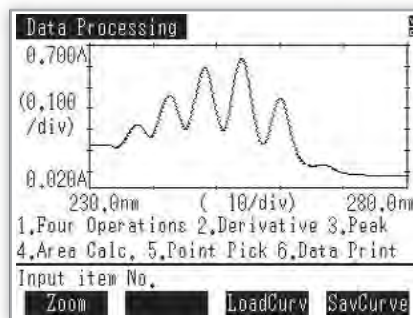 Data Processing
0.700A
(0.100
/div)
0.020A
230.0nm ( 10/div) 280.0nm
1.Four Operations 2.Derivative 3.Peak
4.Area Calc. 5.Point Pick 6.Data Print
Input item No.
Zoom LoadCurv SavCurve